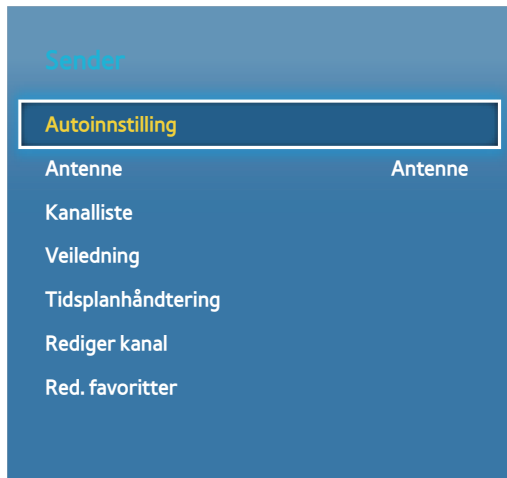 Sender
Autoinnstilling
Antenne Antenne
Kanalliste
Veiledning
Tidsplanhåndtering
Rediger kanal
Red. favoritter